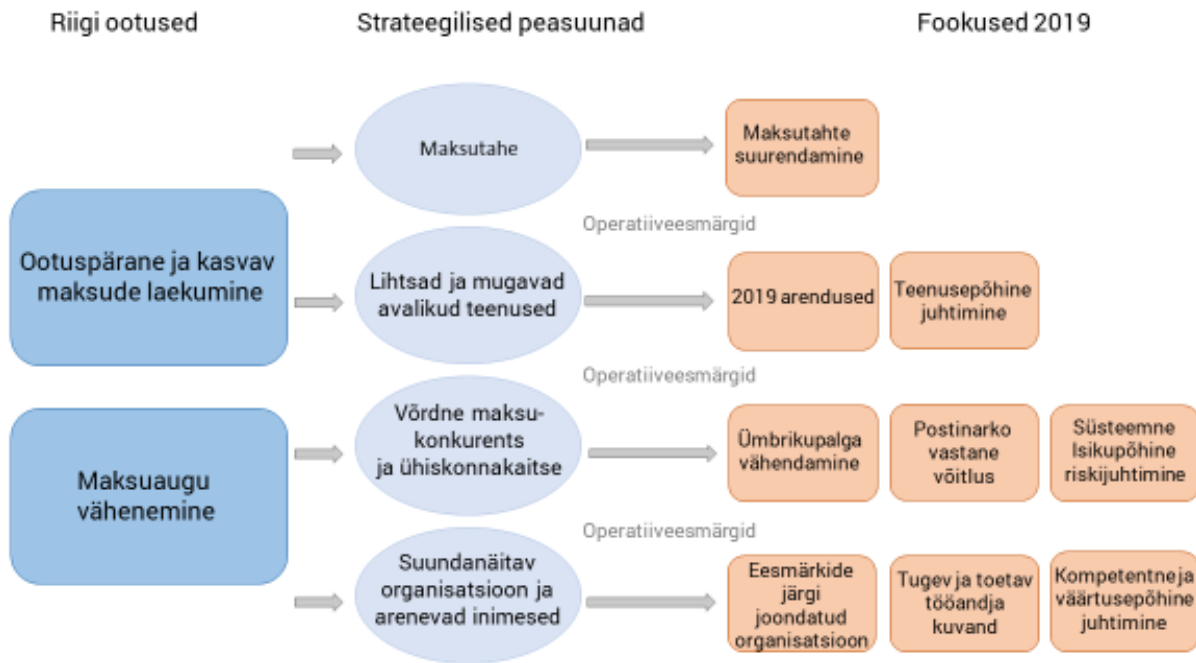 Riigi ootused
Strateegilised peasuunad
Fookused 2019
Ootuspärane ja kasvav
maksude laekumine
Maksuaugu
vähenemine
Maksutahe
Maksutahte
suurendamine
Operatiiveesmärgid
Lihtsad ja mugavad
avalikud teenused
2019 arendused
Teenusepõhine
juhtimine
Operatiiveesmärgid
Võrdne maksu-
konkurents
ja ühiskonnakaitse
Ümbrikupalga
vähendamine
Postinarko
vastane
võitlus
Süsteemne
Isikupõhine
riskijuhtimine
Operatiiveesmärgid
Suundanäitav
organisatsioon ja
arenevad inimesed
Eesmärkide
järgi
joondatud
organisatsioon
Tugev ja toetav
tööandja
kuvand
Kompetentne ja
väärtusepõhine
juhtimine